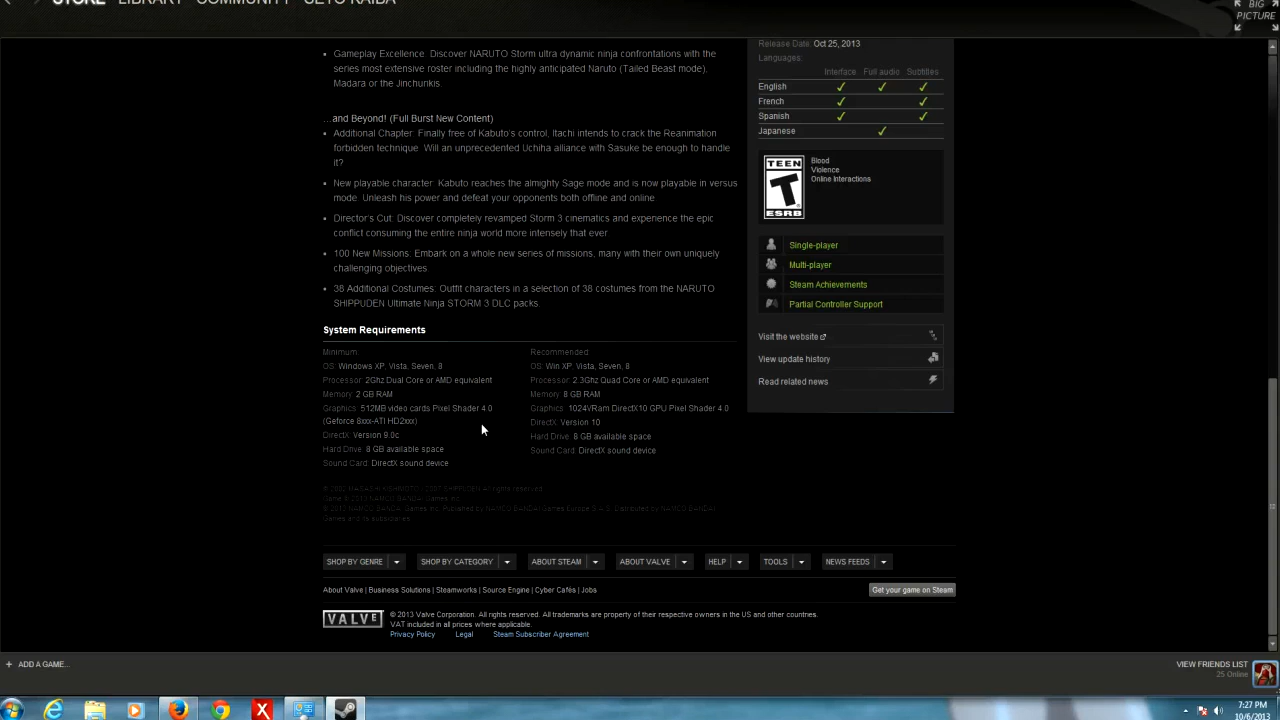 STORE LIBRARY COMMUNITY SETO KAIBA
BIG
PICTURE
Gameplay Excellence: Discover NARUTO Storm ultra dynamic ninja confrontations with the
series most extensive roster including the highly anticipated Naruto (Tailed Beast mode),
Madara or the Jinchurikis.
...and Beyond! (Full Burst New Content)
Additional Chapter: Finally free of Kabuto's control, Itachi intends to crack the Reanimation
forbidden technique. Will an unprecedented Uchiha alliance with Sasuke be enough to handle
it?
New playable character: Kabuto reaches the almighty Sage mode and is now playable in versus
mode. Unleash his power and defeat your opponents both offline and online
Director's Cut: Discover completely revamped Storm 3 cinematics and experience the epic
conflict consuming the entire ninja world more intensely that ever
100 New Missions: Embark on a whole new series of missions, many with their own uniquely
challenging objectives
38 Additional Costumes: Outfit characters in a selection of 38 costumes from the NARUTO
SHIPPUDEN Ultimate Ninja STORM 3 DLC packs.
System Requirements
Minimum:
OS: Windows XP, Vista, Seven, 8
Processor: 2Ghz Dual Core or AMD equivalent
Memory: 2 GB RAM
Graphics: 512MB video cards Pixel Shader 4.0
(Geforce 8xxx-ATI HD2xxx)
DirectX: Version 9.0c
Hard Drive: 8 GB available space
Sound Card: DirectX sound device
Recommended:
OS: Win XP, Vista, Seven, 8
Processor: 2.3Ghz Quad Core or AMD equivalent
Memory: 8 GB RAM
Graphics: 1024VRam DirectX10 GPU Pixel Shader 4.0
DirectX: Version 10
Hard Drive: 8 GB available space
Sound Card: DirectX sound device
Release Date: Oct 25, 2013
Languages:
Interface Full audio Subtitles
English ✓ ✓ ✓
French ✓ ✓
Spanish ✓ ✓
Japanese ✓
TEEN
T
ESRB
Blood
Violence
Online Interactions
Single-player
Multi-player
Steam Achievements
Partial Controller Support
Visit the website
View update history
Read related news
SHOP BY GENRE SHOP BY CATEGORY ABOUT STEAM ABOUT VALVE HELP TOOLS NEWS FEEDS
About Valve | Business Solutions | Steamworks | Source Engine | Cyber Cafés | Jobs
Get your game on Steam
VALVE
© 2013 Valve Corporation. All rights reserved. All trademarks are property of their respective owners in the US and other countries.
VAT included in all prices where applicable.
Privacy Policy Legal Steam Subscriber Agreement
+ ADD A GAME...
VIEW FRIENDS LIST
25 Online
7:27 PM
10/6/2013